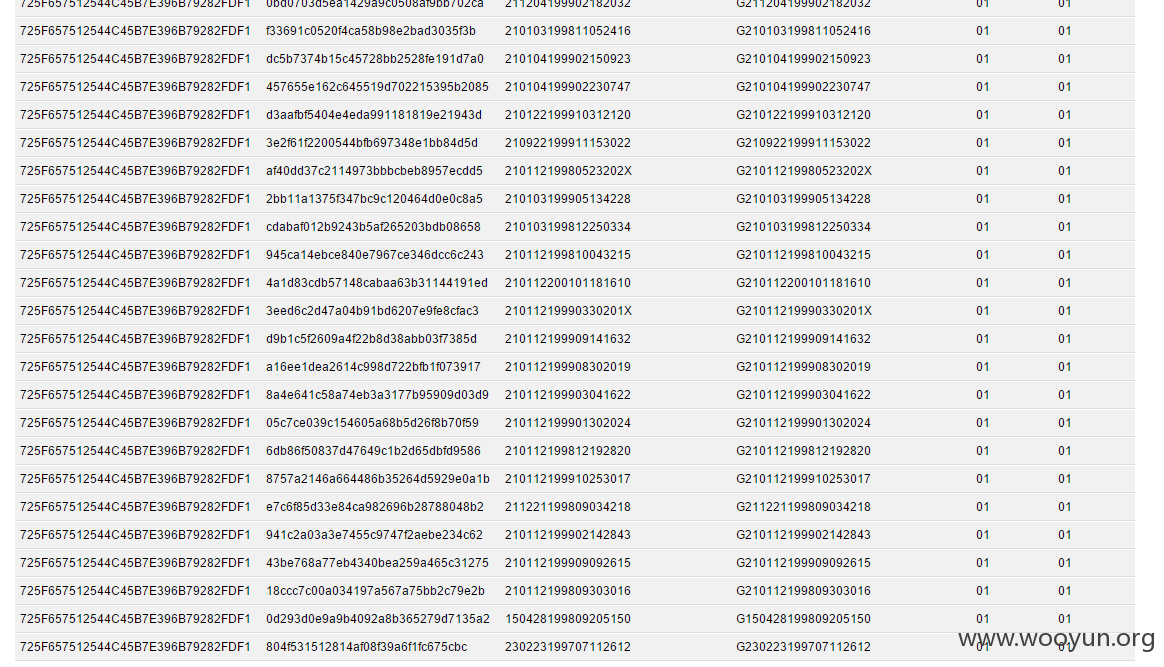 725F657512544C45B7E396B79282FDF1 0bd0703d5ea1429a9c0508af9bb702ca 211204199902182032 G211204199902182032 01 01
725F657512544C45B7E396B79282FDF1 f33691c0520f4ca58b98e2bad3035f3b 210103199811052416 G210103199811052416 01 01
725F657512544C45B7E396B79282FDF1 dc5b7374b15c45728bb2528fe191d7a0 210104199902150923 G210104199902150923 01 01
725F657512544C45B7E396B79282FDF1 457655e162c645519d702215395b2085 210104199902230747 G210104199902230747 01 01
725F657512544C45B7E396B79282FDF1 d3aafbf5404e4eda991181819e21943d 210122199910312120 G210122199910312120 01 01
725F657512544C45B7E396B79282FDF1 3e2f61f2200544bfb697348e1bb84d5d 210922199911153022 G210922199911153022 01 01
725F657512544C45B7E396B79282FDF1 af40dd37c2114973bbbcbeb8957ecdd5 21011219980523202X G21011219980523202X 01 01
725F657512544C45B7E396B79282FDF1 2bb11a1375f347bc9c120464d0e0c8a5 210103199905134228 G210103199905134228 01 01
725F657512544C45B7E396B79282FDF1 cdabaf012b9243b5af265203bdb08658 210103199812250334 G210103199812250334 01 01
725F657512544C45B7E396B79282FDF1 945ca14ebce840e7967ce346dcc6c243 210112199810043215 G210112199810043215 01 01
725F657512544C45B7E396B79282FDF1 4a1d83cdb57148cabaa63b31144191ed 210112200101181610 G210112200101181610 01 01
725F657512544C45B7E396B79282FDF1 3eed6c2d47a04b91bd6207e9fe8cfac3 21011219990330201X G21011219990330201X 01 01
725F657512544C45B7E396B79282FDF1 d9b1c5f2609a4f22b8d38abb03f7385d 210112199909141632 G210112199909141632 01 01
725F657512544C45B7E396B79282FDF1 a16ee1dea2614c998d722bfb1f073917 210112199908302019 G210112199908302019 01 01
725F657512544C45B7E396B79282FDF1 8a4e641c58a74eb3a3177b95909d03d9 210112199903041622 G210112199903041622 01 01
725F657512544C45B7E396B79282FDF1 05c7ce039c154605a68b5d26f8b70f59 210112199901302024 G210112199901302024 01 01
725F657512544C45B7E396B79282FDF1 6db86f50837d47649c1b2d65dbfd9586 210112199812192820 G210112199812192820 01 01
725F657512544C45B7E396B79282FDF1 8757a2146a664486b35264d5929e0a1b 210112199910253017 G210112199910253017 01 01
725F657512544C45B7E396B79282FDF1 e7c6f85d33e84ca982696b28788048b2 211221199809034218 G211221199809034218 01 01
725F657512544C45B7E396B79282FDF1 941c2a03a3e7455c9747f2aebe234c62 210112199902142843 G210112199902142843 01 01
725F657512544C45B7E396B79282FDF1 43be768a77eb4340bea259a465c31275 210112199909092615 G210112199909092615 01 01
725F657512544C45B7E396B79282FDF1 18ccc7c00a034197a567a75bb2c79e2b 210112199809303016 G210112199809303016 01 01
725F657512544C45B7E396B79282FDF1 0d293d0e9a9b4092a8b365279d7135a2 150428199809205150 G150428199809205150 01 01
www.wooyun.org
725F657512544C45B7E396B79282FDF1 804f531512814af08f39a6f1fc675cbc 230223199707112612 G230223199707112612 01 01